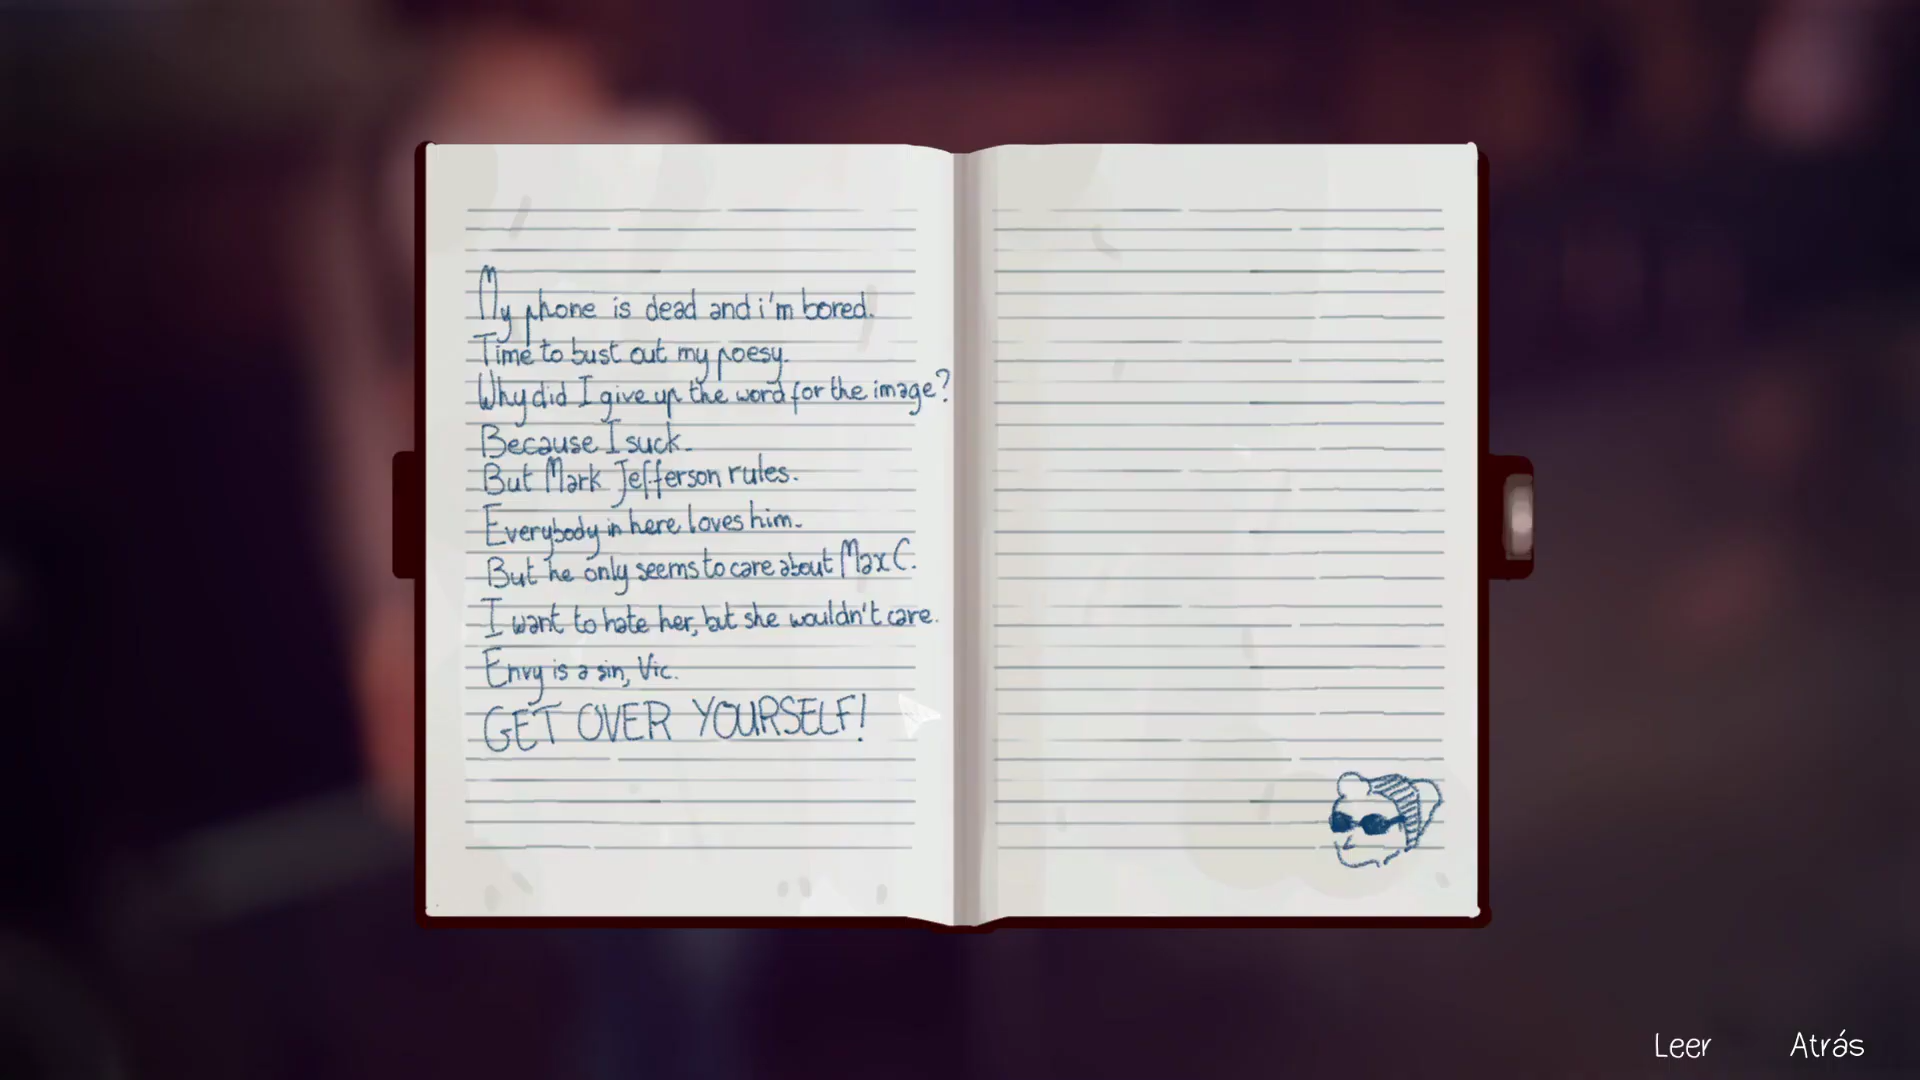 My phone is dead and i'm bored.
Time to bust out my poesy.
Why did I give up the word for the image?
Because I suck.
But Mark Jefferson rules.
Everybody in here loves him.
But he only seems to care about Max C.
I want to hate her, but she wouldn't care.
Envy is a sin, Vic.
GET OVER YOURSELF!
Leer
Atrás